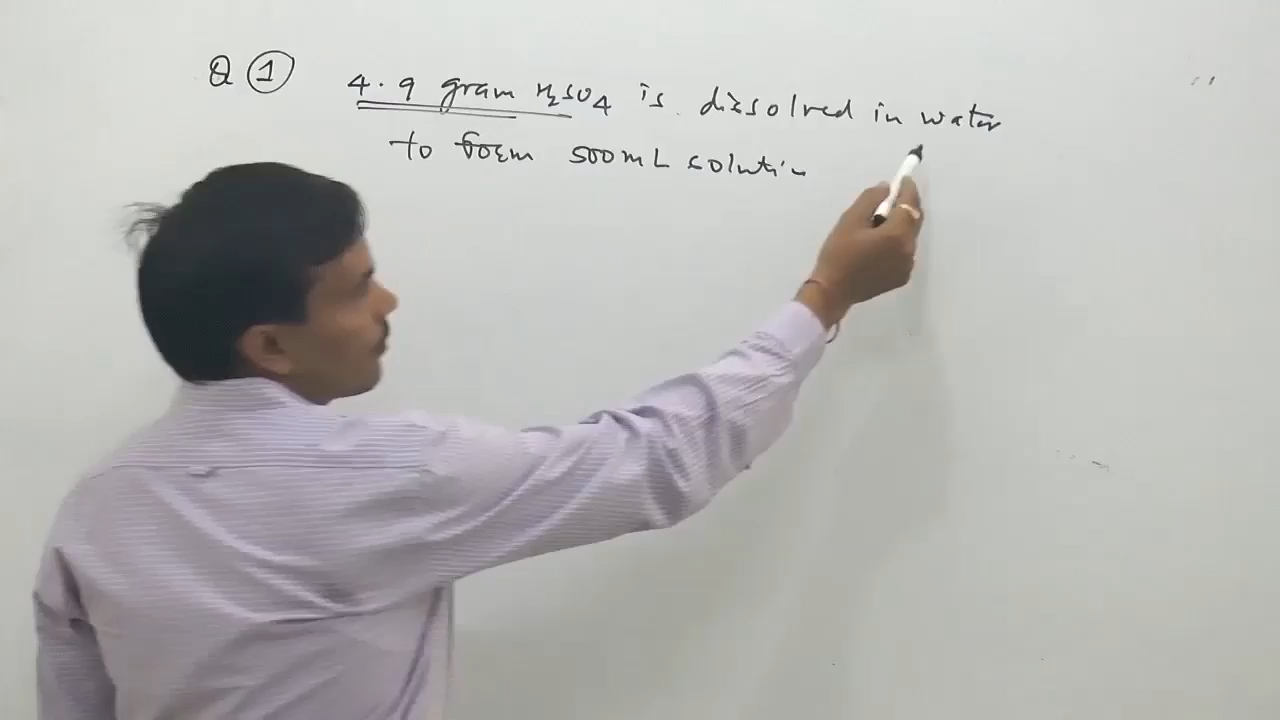 Q 1 4.9 gram H₂SO₄ is dissolved in water
to form 500mL solution